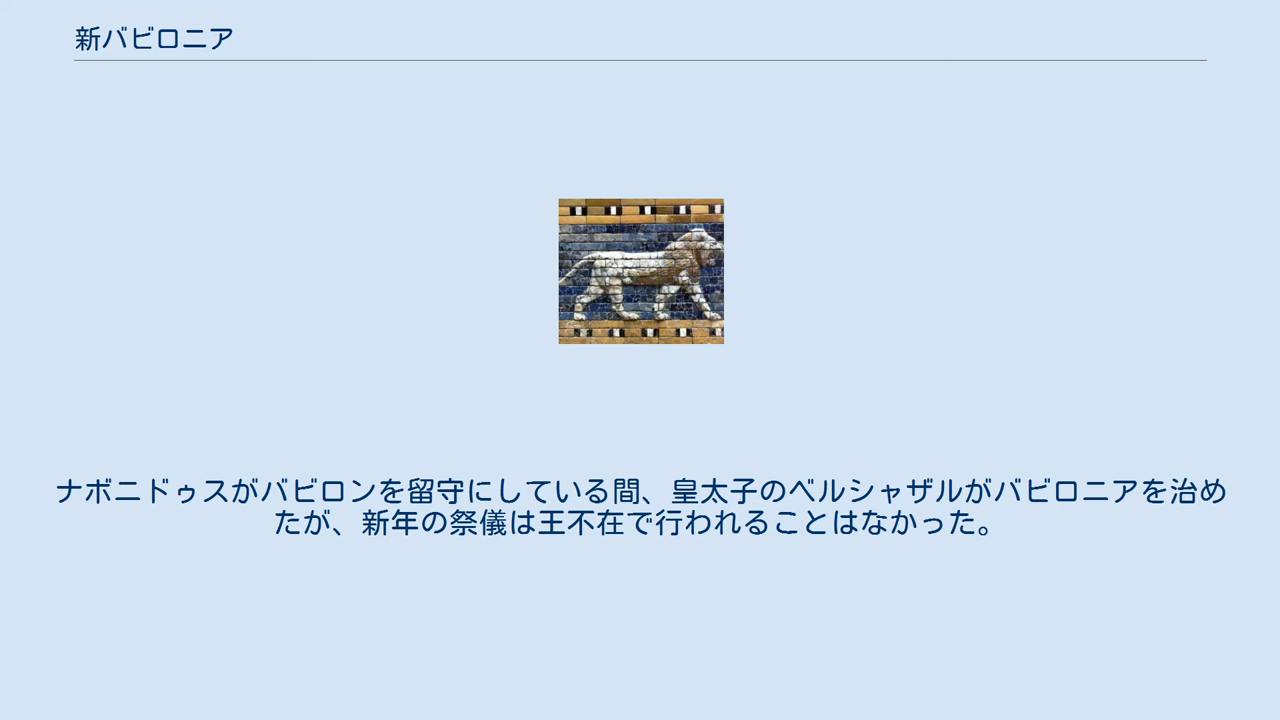 新バビロニア
ナボニドゥスがバビロンを留守にしている間、皇太子のベルシャザルがバビロニアを治め
たが、新年の祭儀は王不在で行われることはなかった。